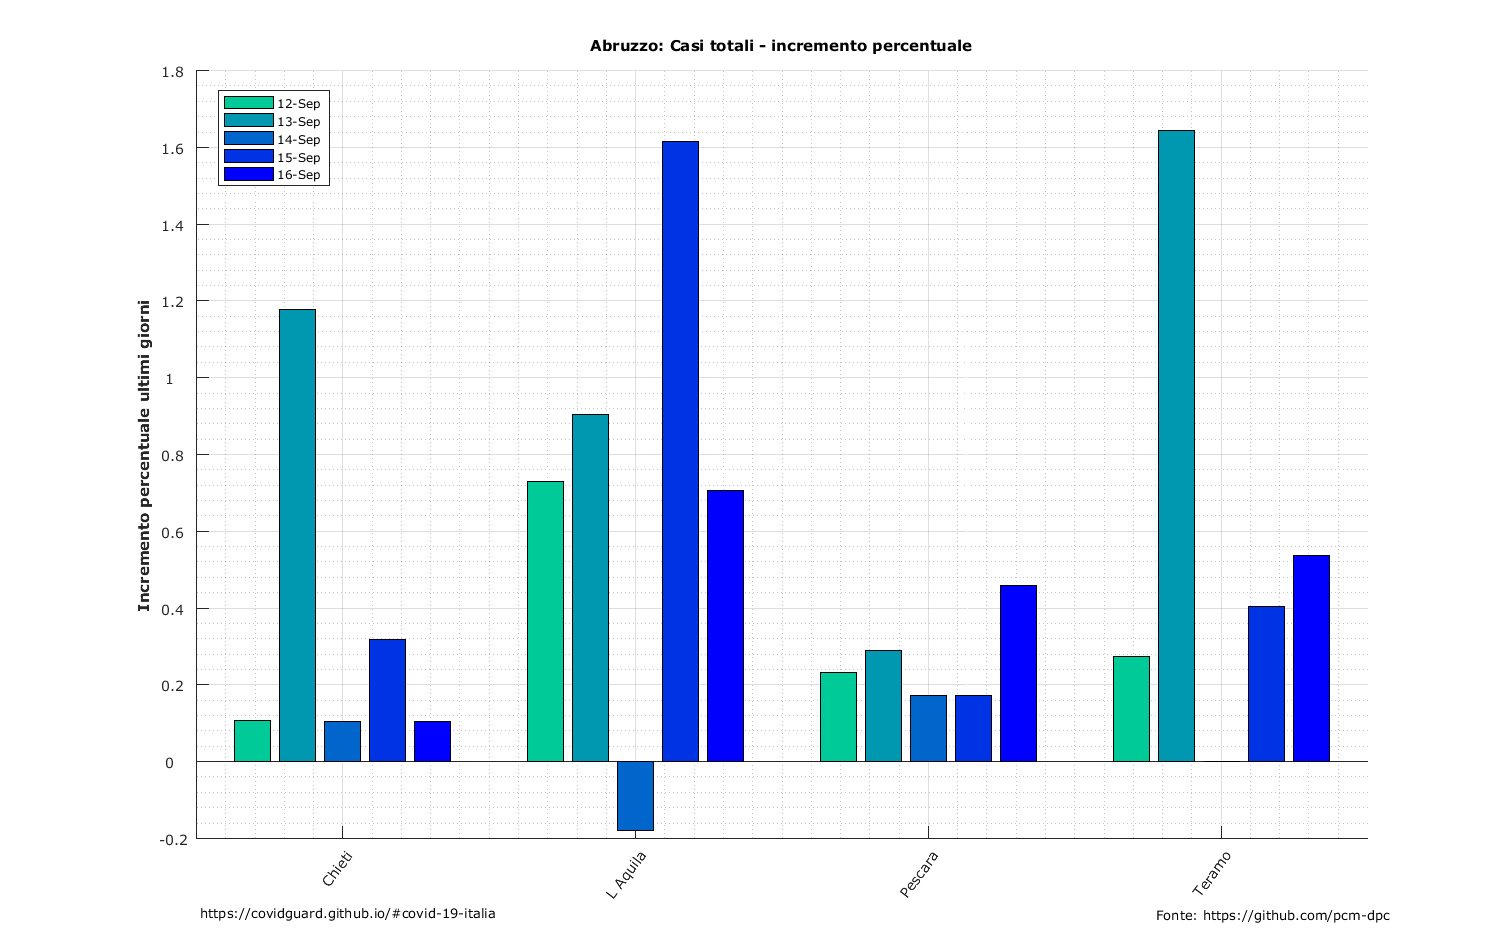 Abruzzo: Casi totali - incremento percentuale
12-Sep
13-Sep
14-Sep
15-Sep
16-Sep
Incremento percentuale ultimi giorni
1.8
1.6
1.4
1.2
1
0.8
0.6
0.4
0.2
0
-0.2
Chieti
L Aquila
Pescara
Teramo
https://covidguard.github.io/#covid-19-italia
Fonte: https://github.com/pcm-dpc